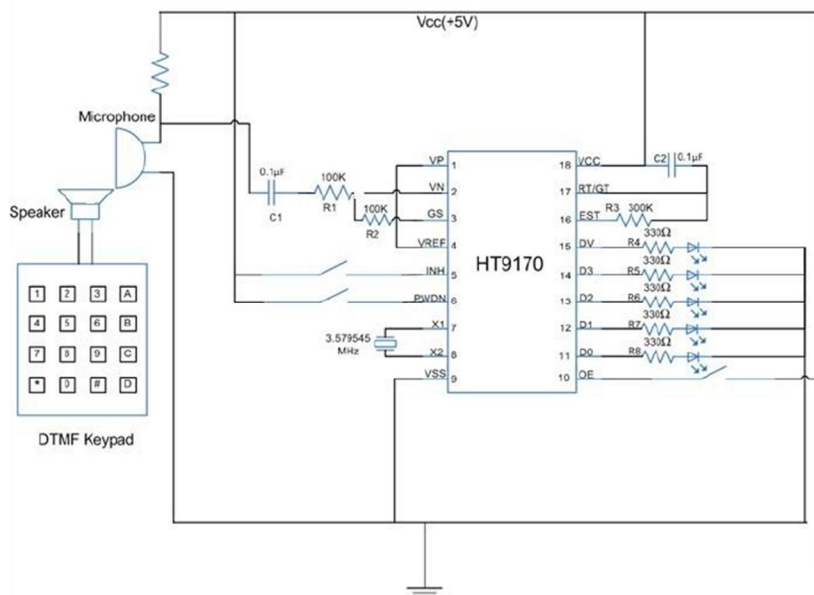 Vcc(+5V)
Microphone
Speaker
1 2 3 A
4 5 6 B
7 8 9 C
* 0 # D
DTMF Keypad
0.1µF
C1
100K
R1
100K
R2
3.579545
MHz
VP 1
VN 2
GS 3
VREF 4
INH 5
PWDN 6
X1 7
X2 8
VSS 9
HT9170
18 VCC
17 RT/GT
16 EST
15 DV
14 D3
13 D2
12 D1
11 D0
10 OE
C2 0.1µF
R3 300K
330Ω
R4
330Ω
R5
330Ω
R6
330Ω
R7
330Ω
R8